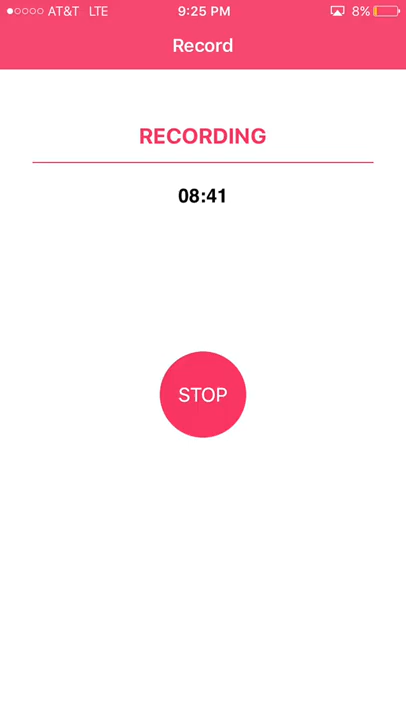 AT&T LTE 9:25 PM 8%
Record
RECORDING
08:41
STOP